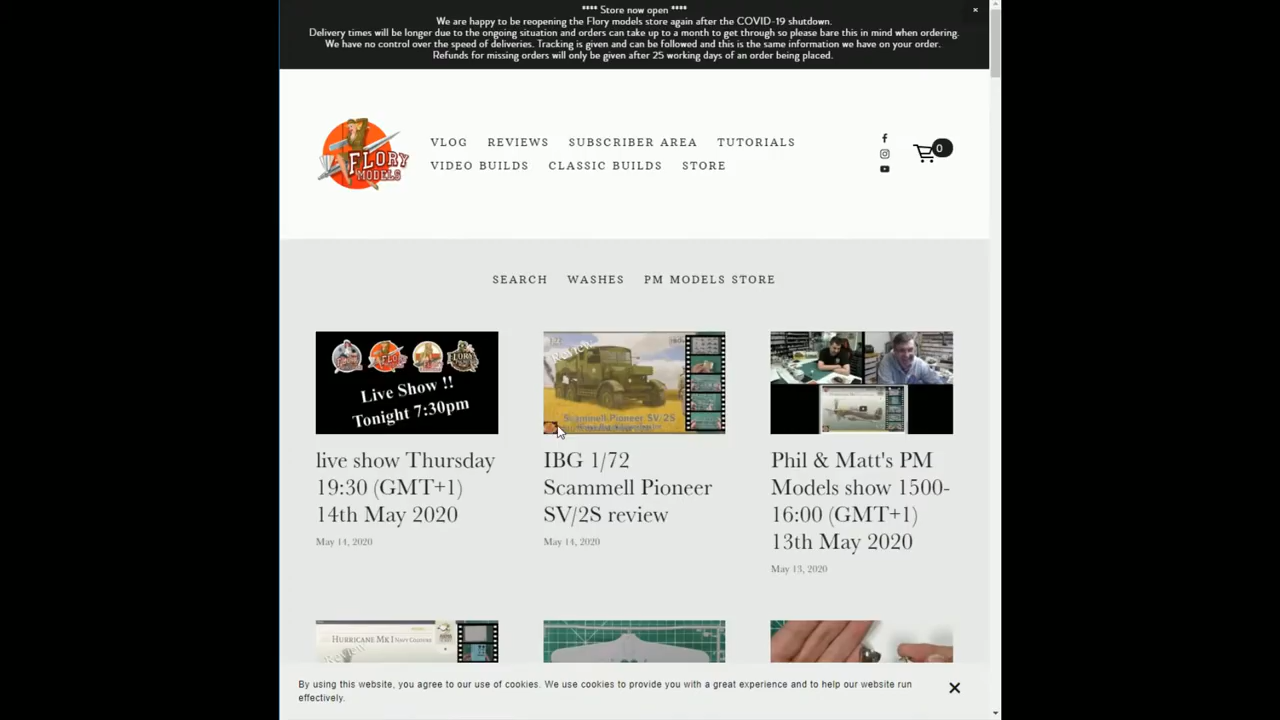 **** Store now open ****
We are happy to be reopening the Flory models store again after the COVID-19 shutdown.
Delivery times will be longer due to the ongoing situation and orders can take up to a month to get through so please bare this in mind when ordering.
We have no control over the speed of deliveries. Tracking is given and can be followed and this is the same information we have on your order.
Refunds for missing orders will only be given after 25 working days of an order being placed.
FLORY
MODELS
VLOG REVIEWS SUBSCRIBER AREA TUTORIALS
VIDEO BUILDS CLASSIC BUILDS STORE
0
SEARCH WASHES PM MODELS STORE
Live Show !!
Tonight 7:30pm
Review
Scammell Pioneer SV/2S
live show Thursday
19:30 (GMT+1)
14th May 2020
May 14, 2020
IBG 1/72
Scammell Pioneer
SV/2S review
May 14, 2020
Phil & Matt's PM
Models show 1500-
16:00 (GMT+1)
13th May 2020
May 13, 2020
HURRICANE MK I NAVY COLOURS
Review
By using this website, you agree to our use of cookies. We use cookies to provide you with a great experience and to help our website run
effectively.